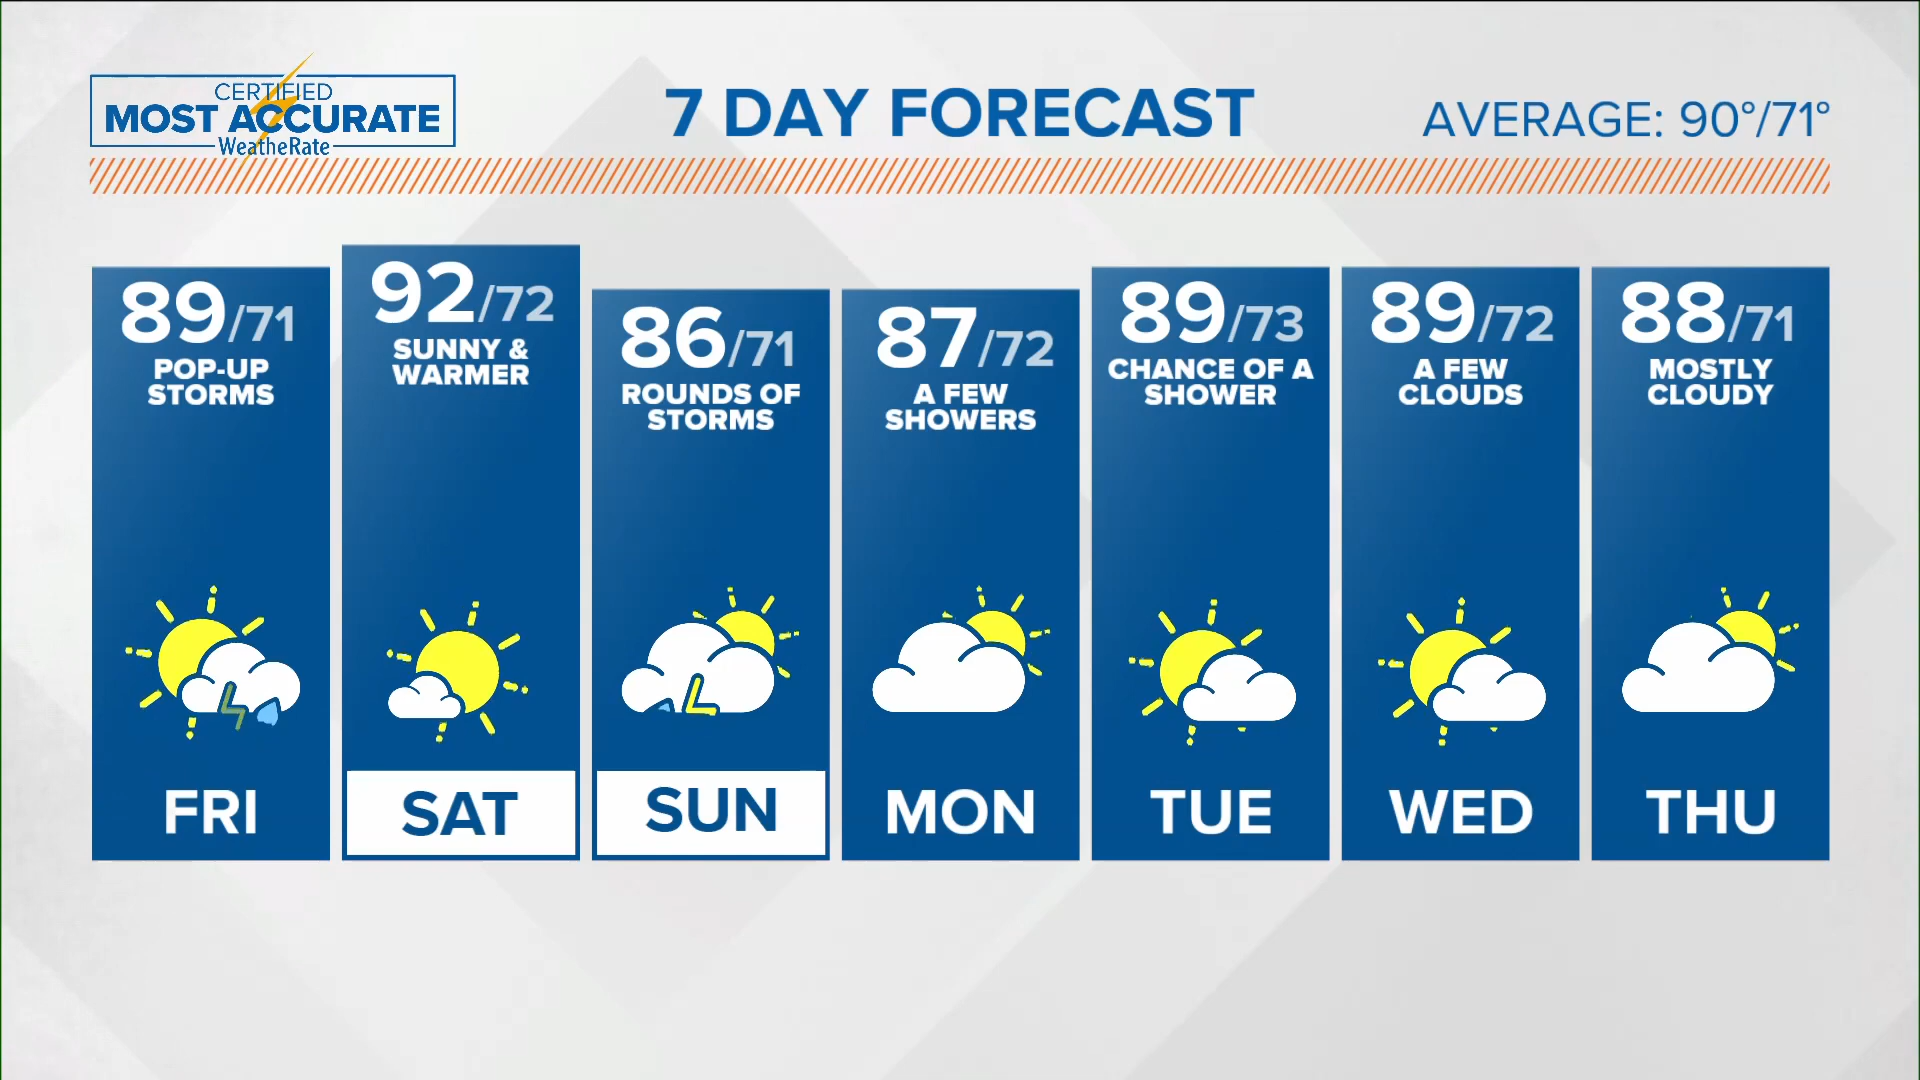 CERTIFIED
MOST ACCURATE
WeatheRate
7 DAY FORECAST
AVERAGE: 90°/71°
89/71
POP-UP
STORMS
FRI
92/72
SUNNY &
WARMER
SAT
86/71
ROUNDS OF
STORMS
SUN
87/72
A FEW
SHOWERS
MON
89/73
CHANCE OF A
SHOWER
TUE
89/72
A FEW
CLOUDS
WED
88/71
MOSTLY
CLOUDY
THU